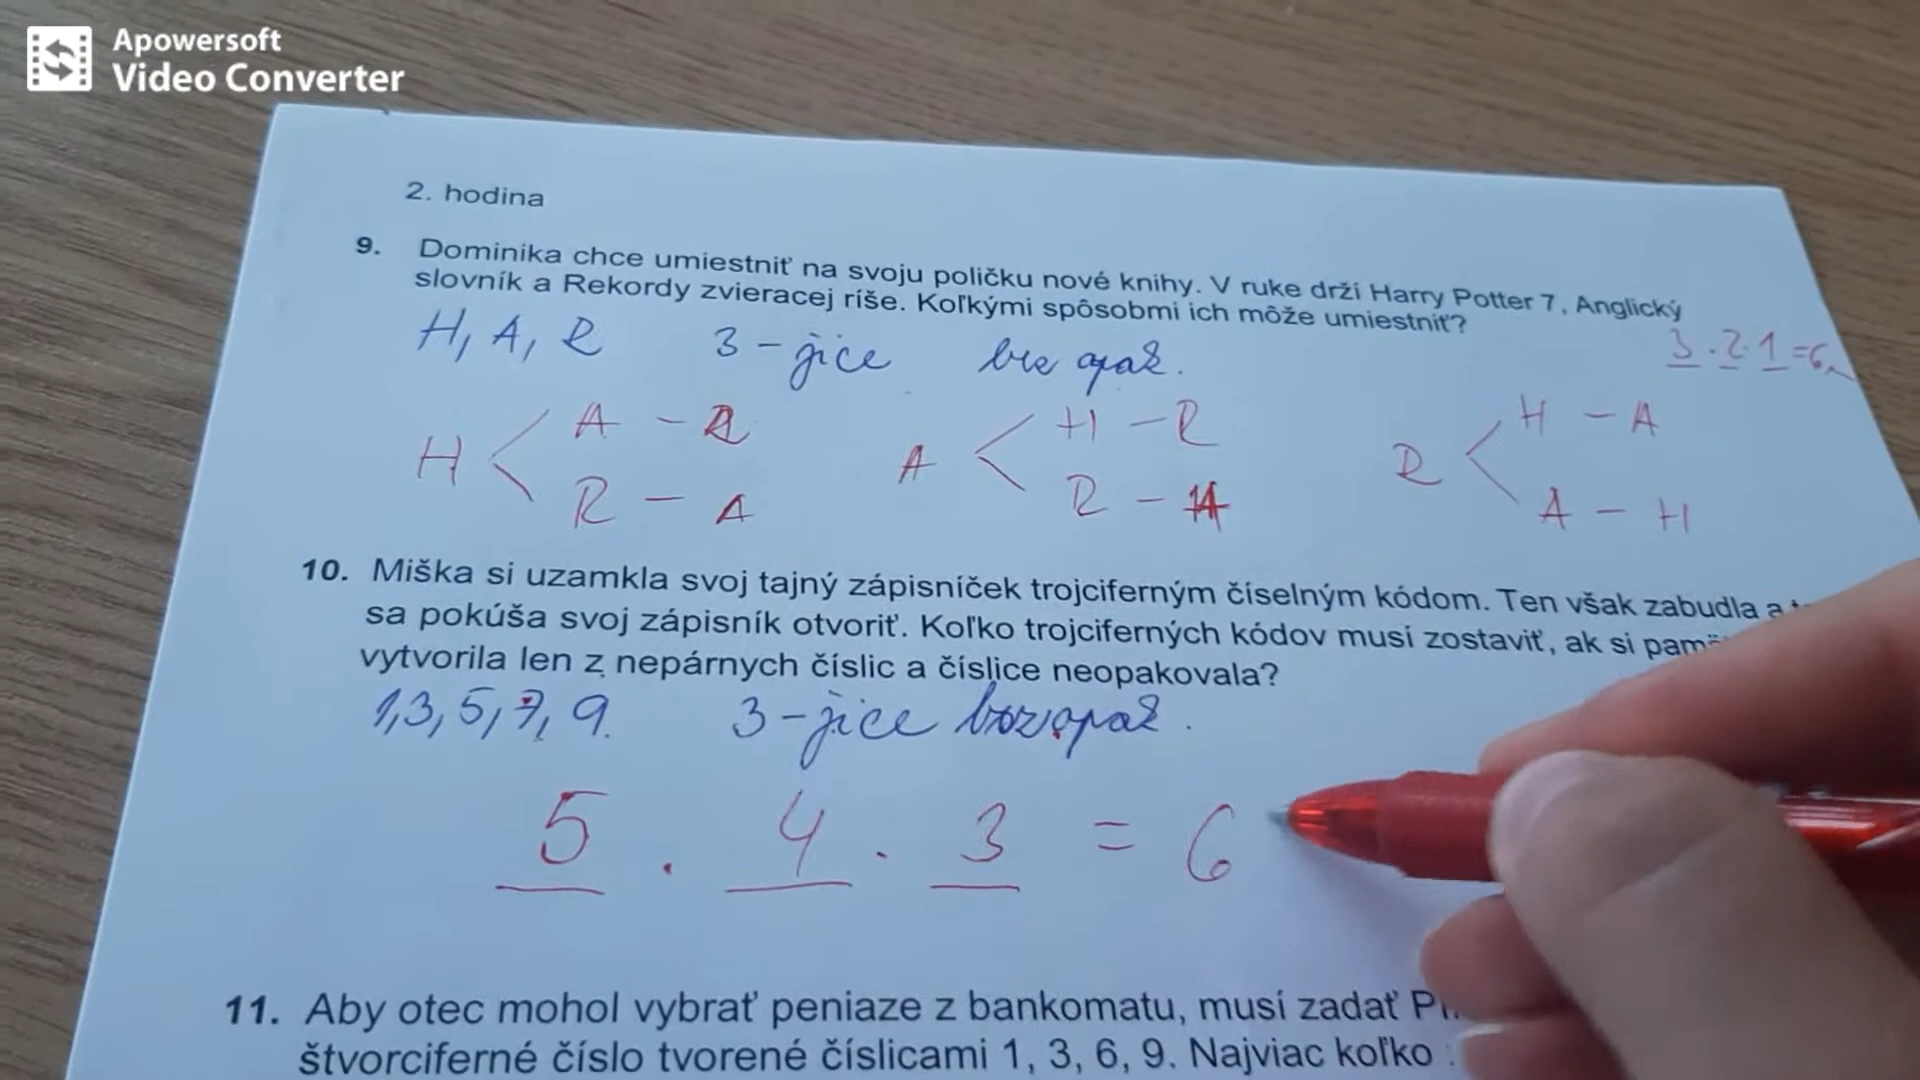 Apowersoft
Video Converter
2. hodina
9. Dominika chce umiestniť na svoju poličku nové knihy. V ruke drží Harry Potter 7, Anglický
slovník a Rekordy zvieracej ríše. Koľkými spôsobmi ich môže umiestniť?
H, A, R 3-jice bez opak.
3 · 2 · 1 = 6
H < A - R
R - A
A < H - R
R - H
R < H - A
A - H
10. Miška si uzamkla svoj tajný zápisníček trojciferným číselným kódom. Ten však zabudla a
sa pokúša svoj zápisník otvoriť. Koľko trojciferných kódov musí zostaviť, ak si
vytvorila len z nepárnych číslic a číslice neopakovala?
1, 3, 5, 7, 9. 3-jice bez opak.
5 . 4 . 3 = 6
11. Aby otec mohol vybrať peniaze z bankomatu, musí zadať
štvorciferné číslo tvorené číslicami 1, 3, 6, 9. Najviac koľko